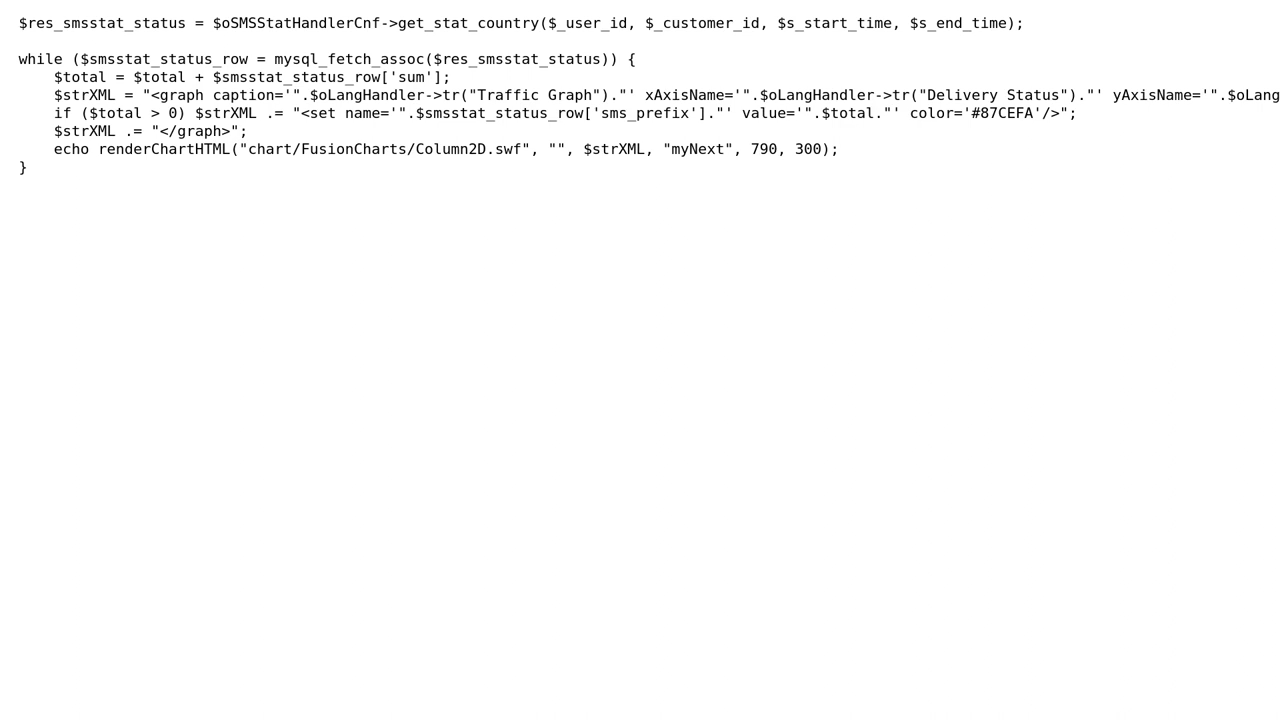 $res_smsstat_status = $oSMSStatHandlerCnf->get_stat_country($_user_id, $_customer_id, $s_start_time, $s_end_time);
while ($smsstat_status_row = mysql_fetch_assoc($res_smsstat_status)) {
$total = $total + $smsstat_status_row['sum'];
$strXML = "<graph caption='".$oLangHandler->tr("Traffic Graph")."' xAxisName='".$oLangHandler->tr("Delivery Status")."' yAxisName='".$oLang
if ($total > 0) $strXML .= "<set name='".$smsstat_status_row['sms_prefix']."' value='".$total."' color='#87CEFA'/>";
$strXML .= "</graph>";
echo renderChartHTML("chart/FusionCharts/Column2D.swf", "", $strXML, "myNext", 790, 300);
}